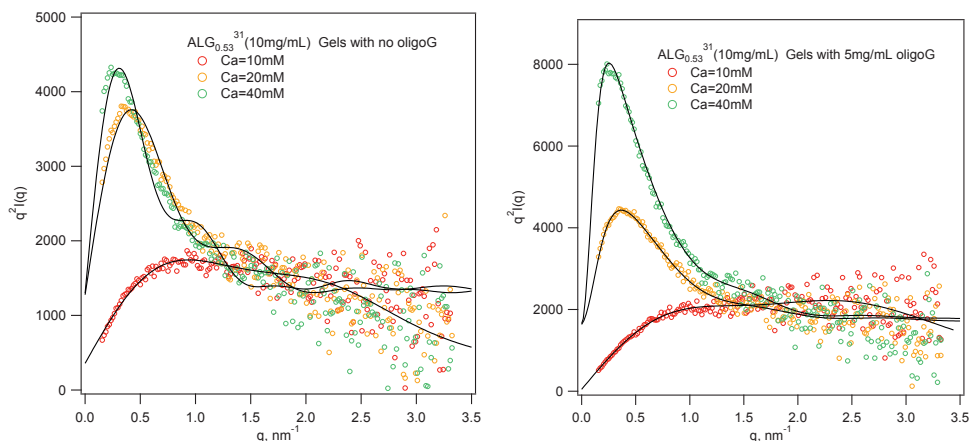 5000
4000
3000
2000
1000
0
q²I(q)
ALG₀.₅₃³¹(10mg/mL) Gels with no oligoG
Ca=10mM
Ca=20mM
Ca=40mM
0.0 0.5 1.0 1.5 2.0 2.5 3.0 3.5
q, nm⁻¹
8000
6000
4000
2000
0
q²I(q)
ALG₀.₅₃³¹(10mg/mL) Gels with 5mg/mL oligoG
Ca=10mM
Ca=20mM
Ca=40mM
0.0 0.5 1.0 1.5 2.0 2.5 3.0 3.5
q, nm⁻¹